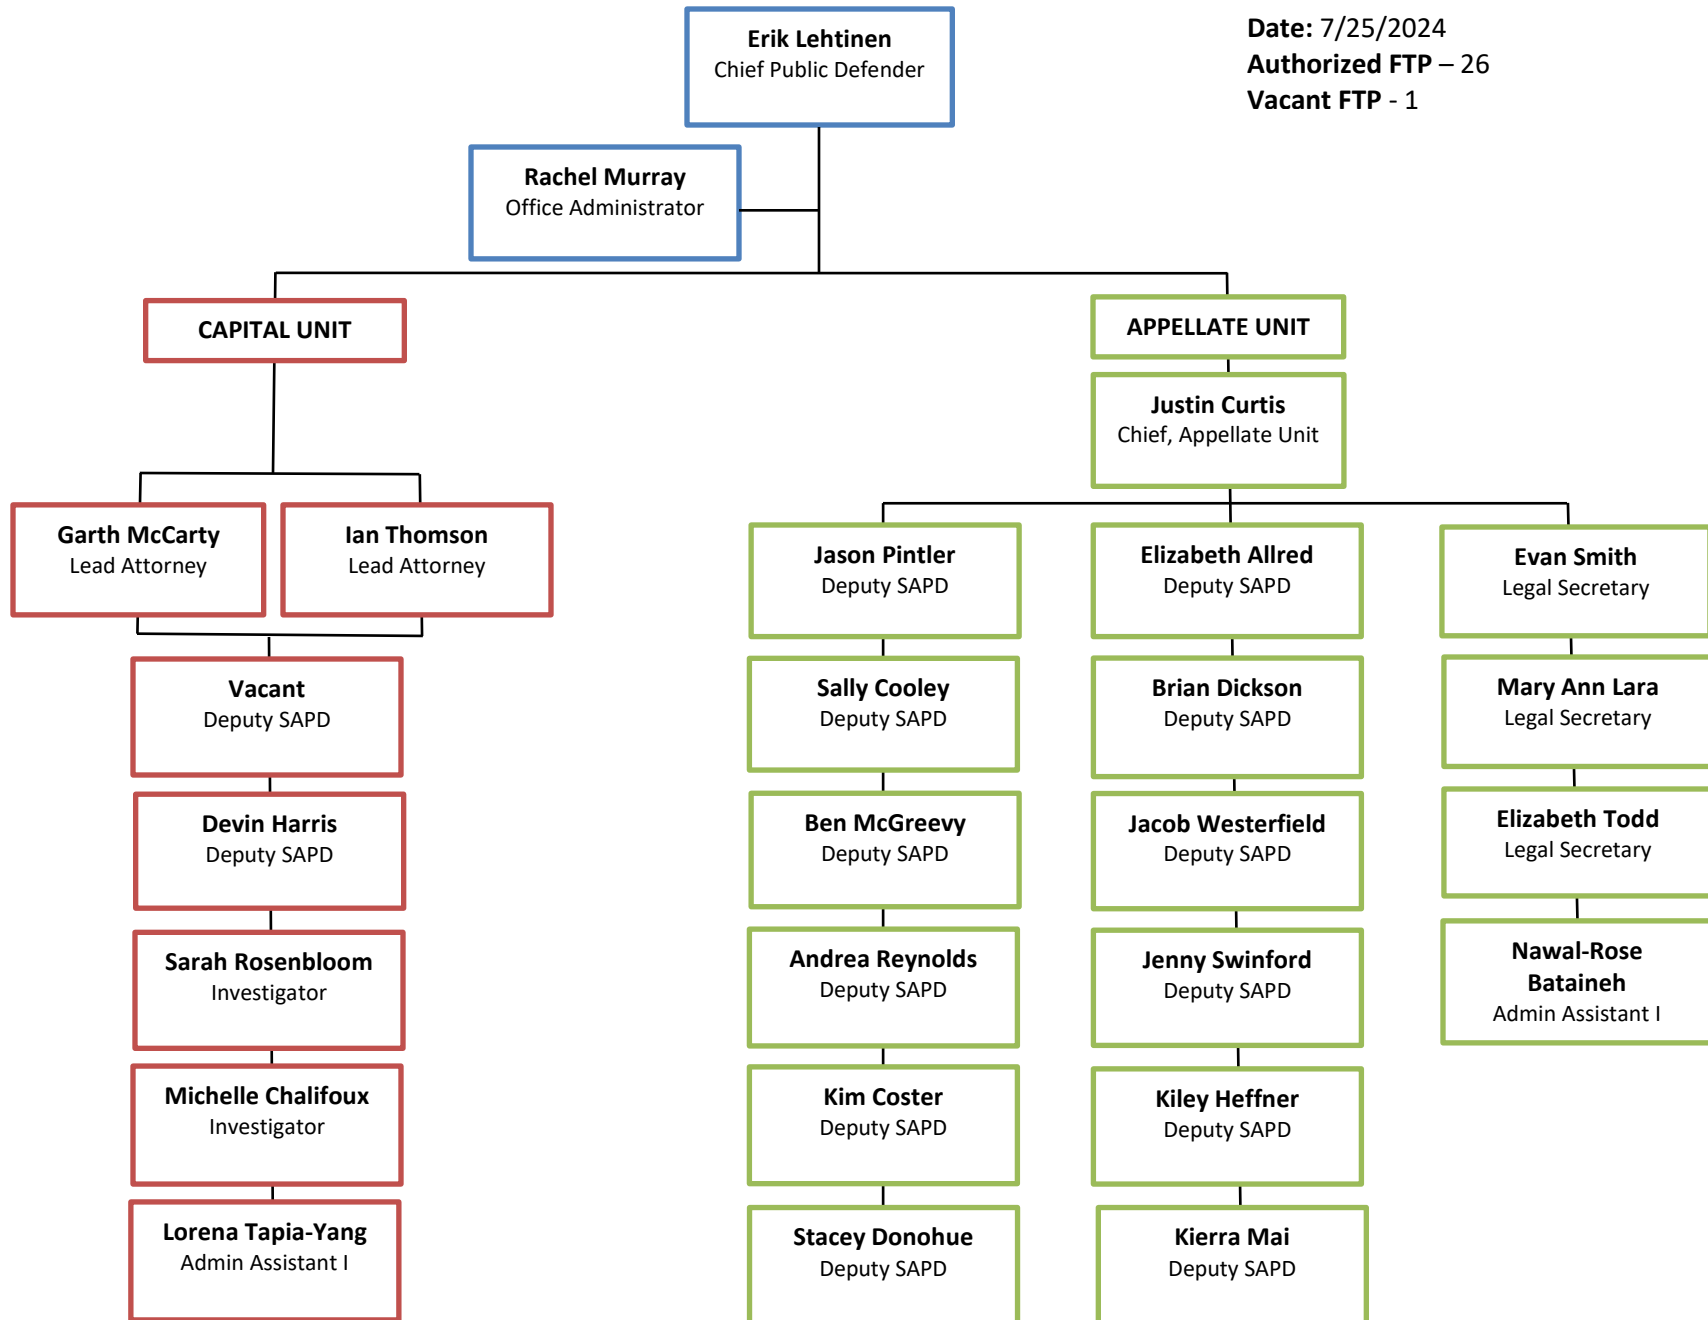 Erik Lehtinen
Chief Public Defender
Date: 7/25/2024
Authorized FTP – 26
Vacant FTP - 1
Rachel Murray
Office Administrator
CAPITAL UNIT
Garth McCarty
Lead Attorney
Ian Thomson
Lead Attorney
Vacant
Deputy SAPD
Devin Harris
Deputy SAPD
Sarah Rosenbloom
Investigator
Michelle Chalifoux
Investigator
Lorena Tapia-Yang
Admin Assistant I
APPELLATE UNIT
Justin Curtis
Chief, Appellate Unit
Jason Pintler
Deputy SAPD
Sally Cooley
Deputy SAPD
Ben McGreevy
Deputy SAPD
Andrea Reynolds
Deputy SAPD
Kim Coster
Deputy SAPD
Stacey Donohue
Deputy SAPD
Elizabeth Allred
Deputy SAPD
Brian Dickson
Deputy SAPD
Jacob Westerfield
Deputy SAPD
Jenny Swinford
Deputy SAPD
Kiley Heffner
Deputy SAPD
Kierra Mai
Deputy SAPD
Evan Smith
Legal Secretary
Mary Ann Lara
Legal Secretary
Elizabeth Todd
Legal Secretary
Nawal-Rose
Bataineh
Admin Assistant I